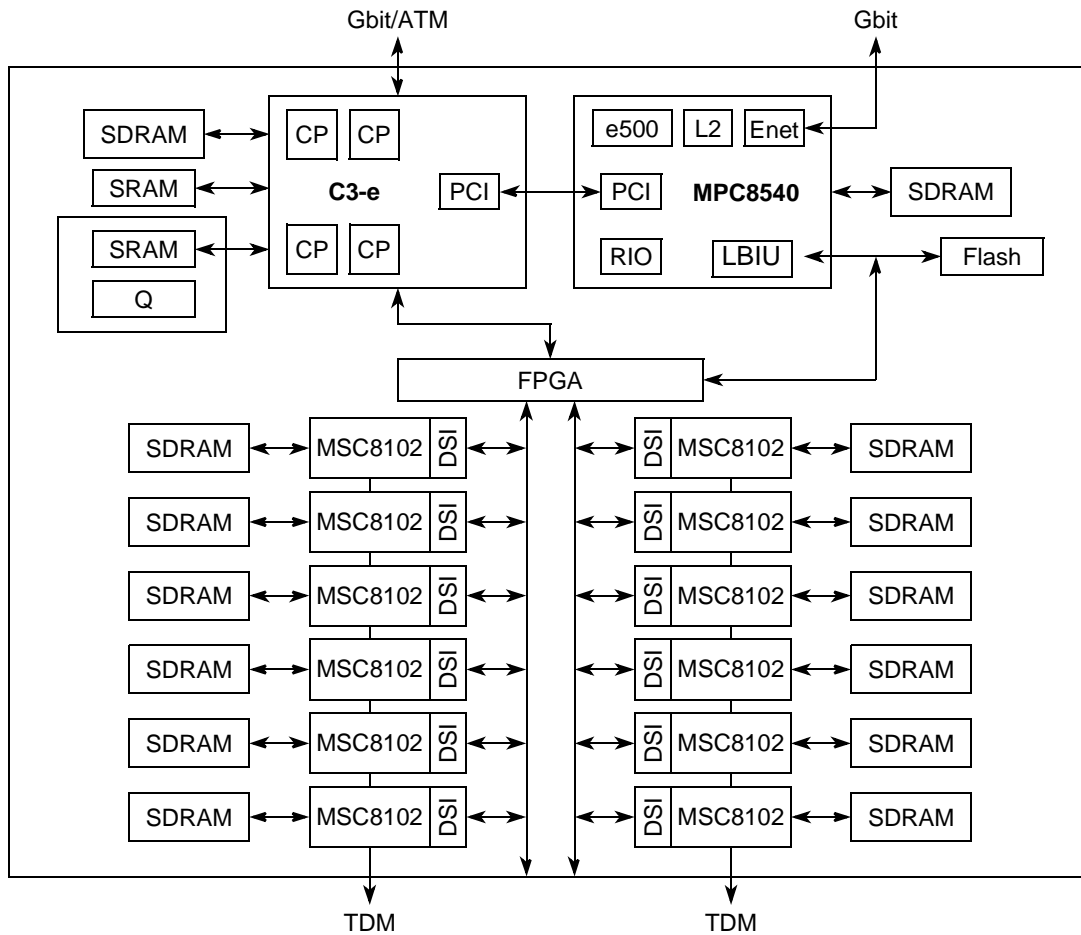 Gbit/ATM
Gbit
SDRAM
CP
CP
e500
L2
Enet
SRAM
C3-e
PCI
PCI
MPC8540
SDRAM
SRAM
CP
CP
RIO
LBIU
Flash
Q
FPGA
SDRAM MSC8102 DSI DSI MSC8102 SDRAM
SDRAM MSC8102 DSI DSI MSC8102 SDRAM
SDRAM MSC8102 DSI DSI MSC8102 SDRAM
SDRAM MSC8102 DSI DSI MSC8102 SDRAM
SDRAM MSC8102 DSI DSI MSC8102 SDRAM
SDRAM MSC8102 DSI DSI MSC8102 SDRAM
TDM
TDM